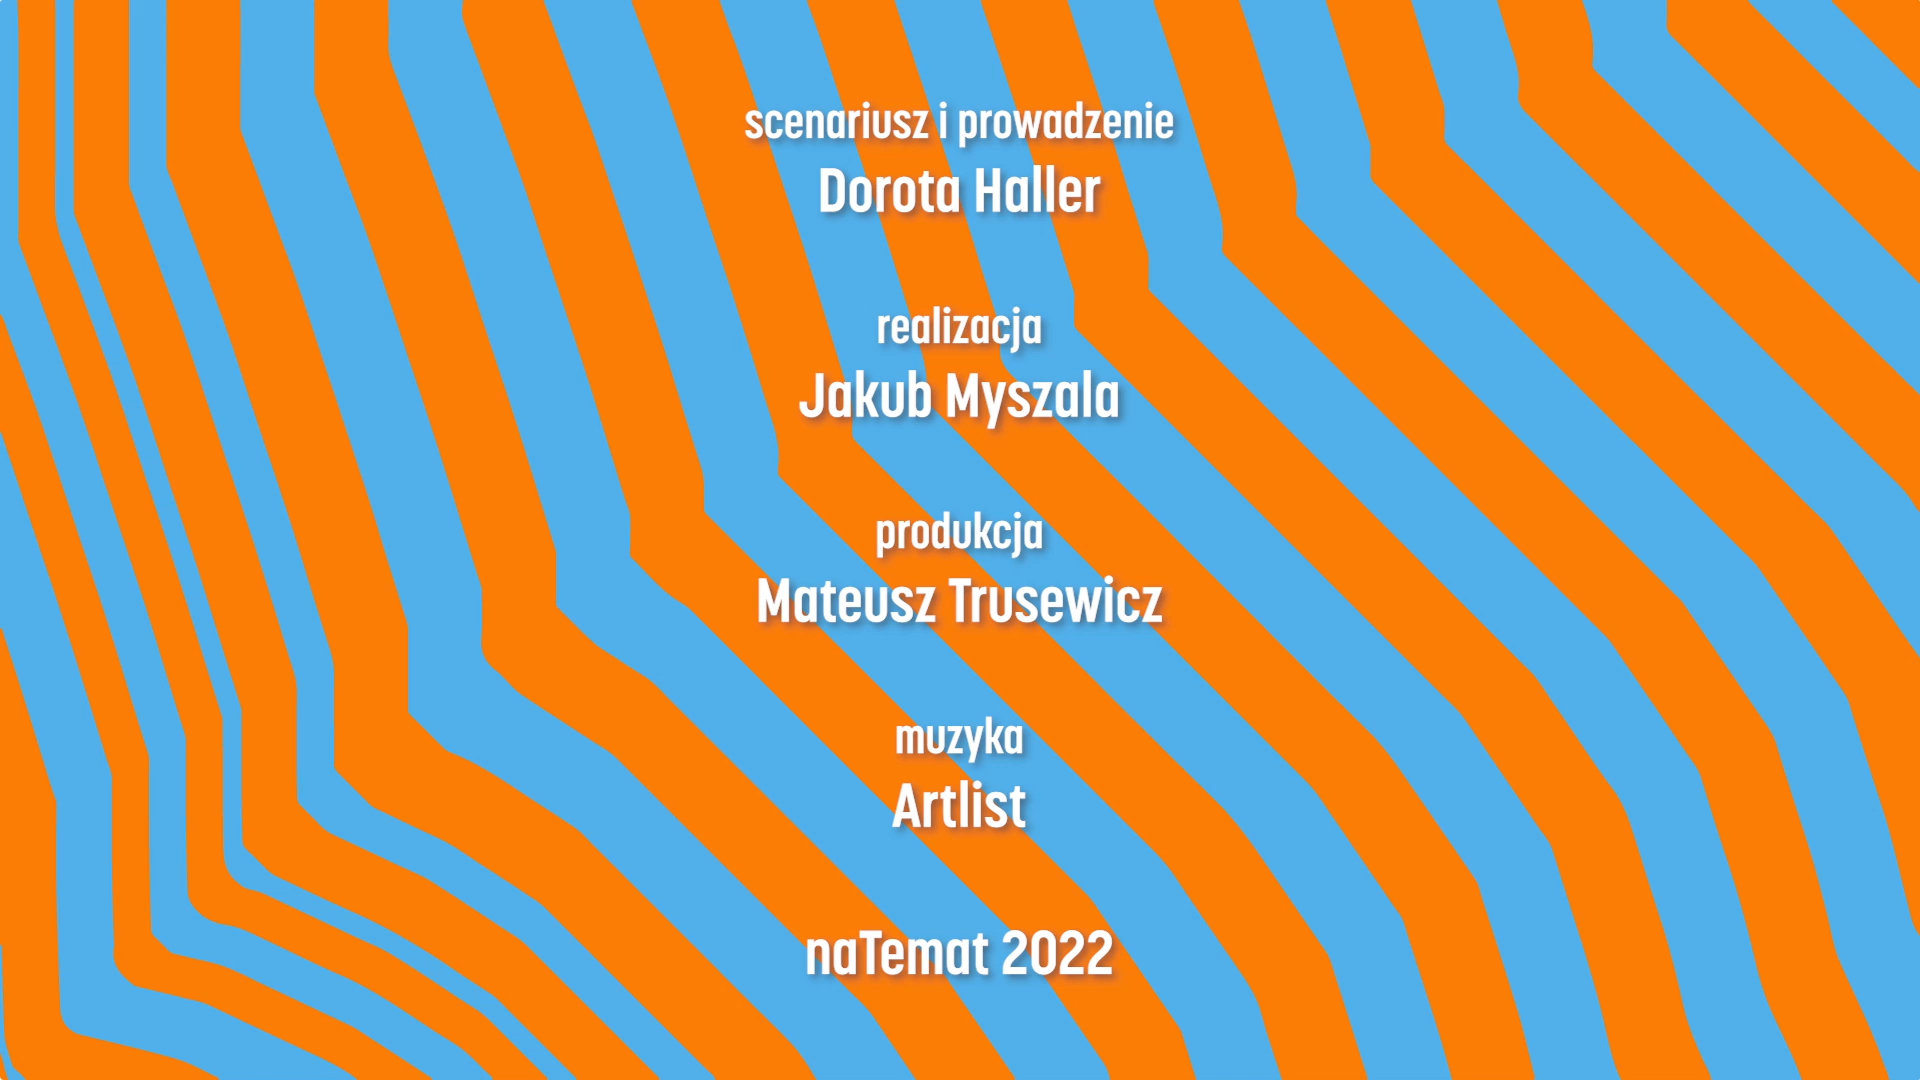 scenariusz i prowadzenie
Dorota Haller
realizacja
Jakub Myszala
produkcja
Mateusz Trusewicz
muzyka
Artlist
naTemat 2022